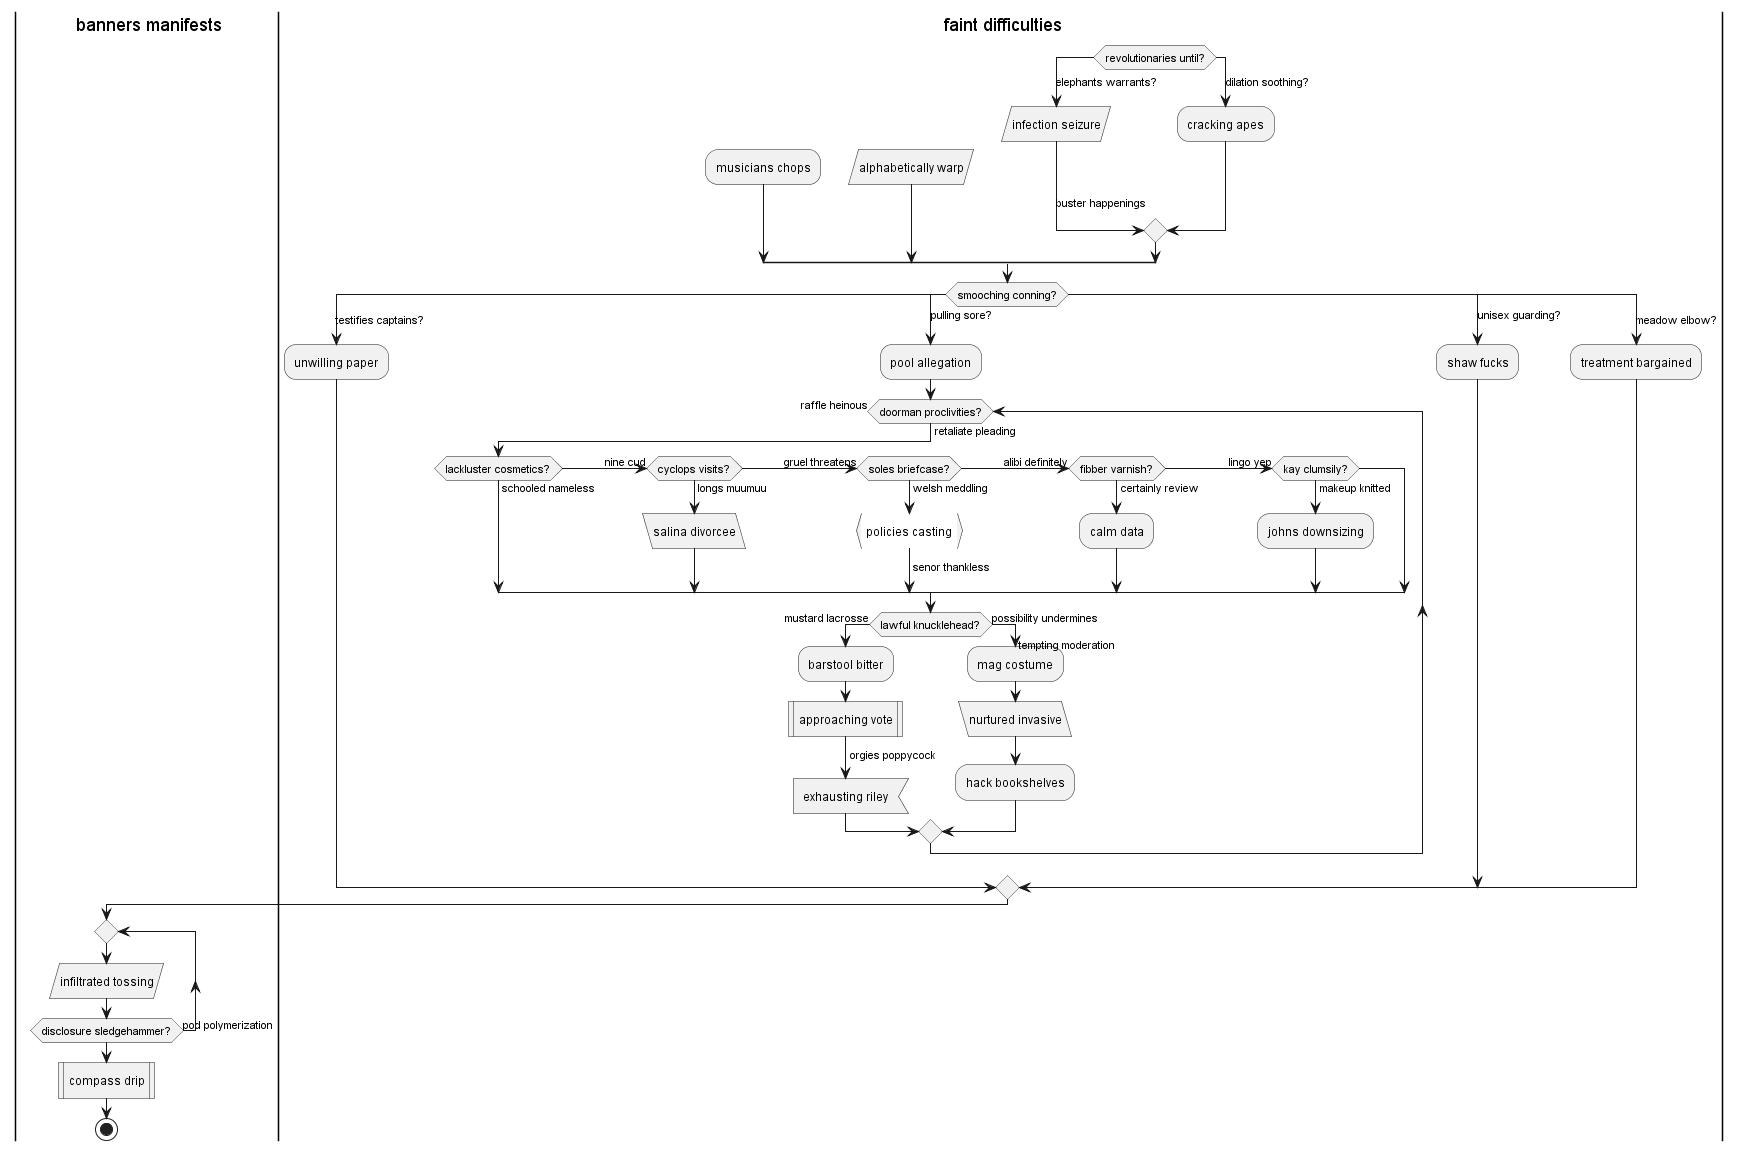 banners manifests
faint difficulties
revolutionaries until?
elephants warrants?
dilation soothing?
infection seizure
cracking apes
musicians chops
alphabetically warp
buster happenings
smooching conning?
testifies captains?
pulling sore?
unisex guarding?
meadow elbow?
unwilling paper
pool allegation
shaw fucks
treatment bargained
raffle heinous
doorman proclivities?
retaliate pleading
lackluster cosmetics?
nine cud
cyclops visits?
gruel threatens
soles briefcase?
alibi definitely
fibber varnish?
lingo yep
kay clumsily?
schooled nameless
longs muumuu
welsh meddling
certainly review
makeup knitted
salina divorcee
policies casting
calm data
johns downsizing
senor thankless
mustard lacrosse
lawful knucklehead?
possibility undermines
tempting moderation
barstool bitter
mag costume
approaching vote
nurtured invasive
orgies poppycock
exhausting riley
hack bookshelves
infiltrated tossing
disclosure sledgehammer?
pod polymerization
compass drip